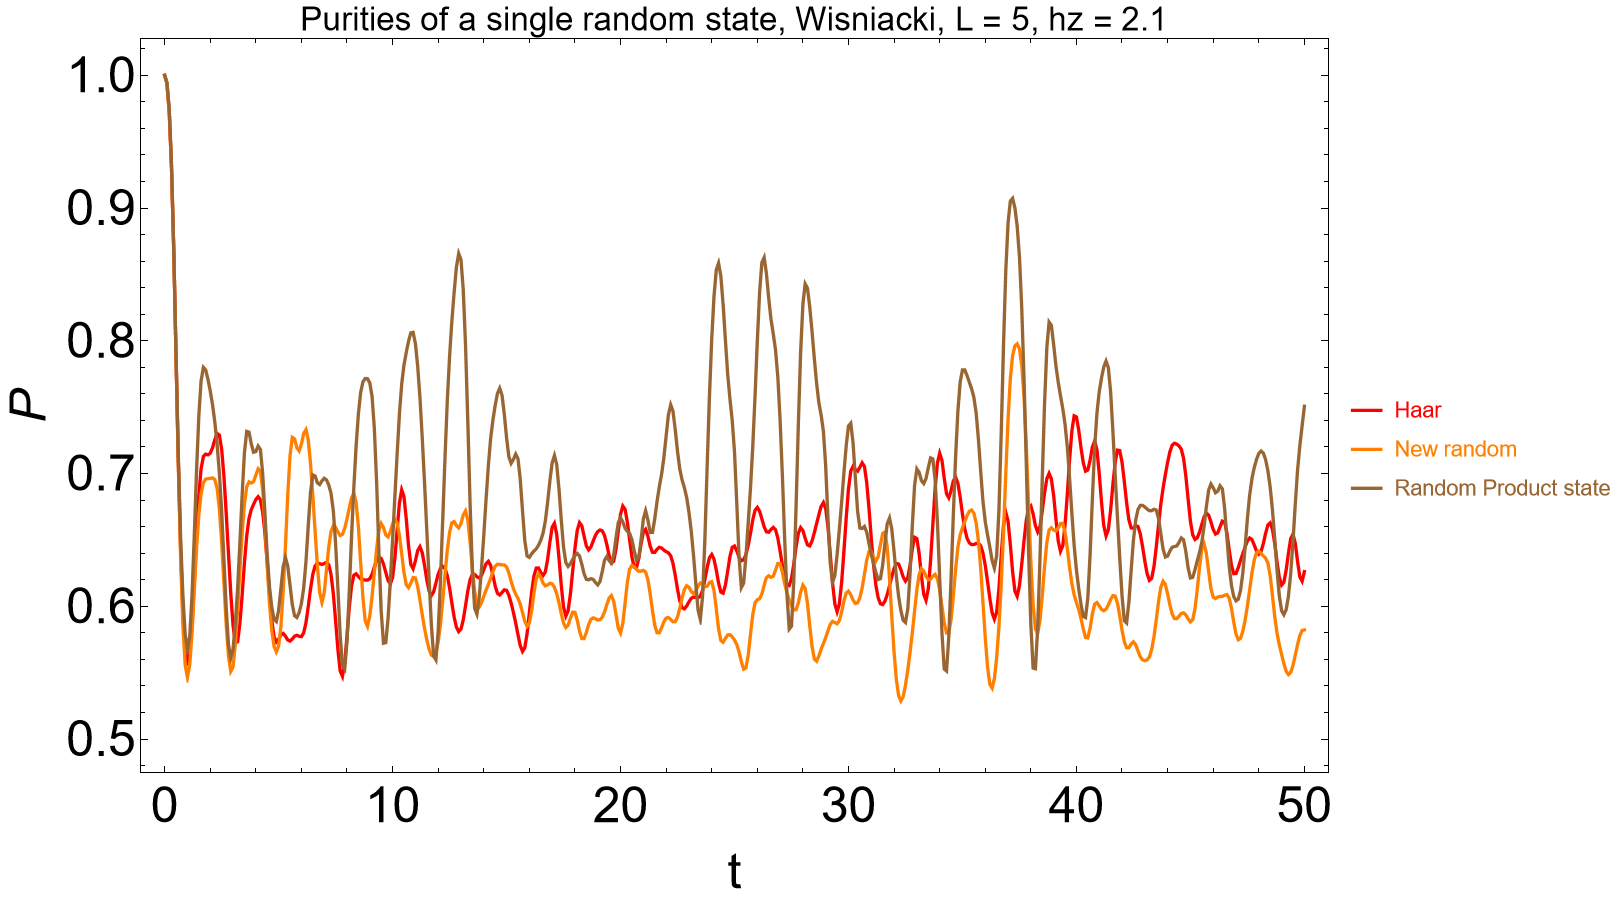 Purities of a single random state, Wisniacki, L = 5, hz = 2.1
1.0
0.9
0.8
0.7
0.6
0.5
P
0 10 20 30 40 50
t
Haar
New random
Random Product state